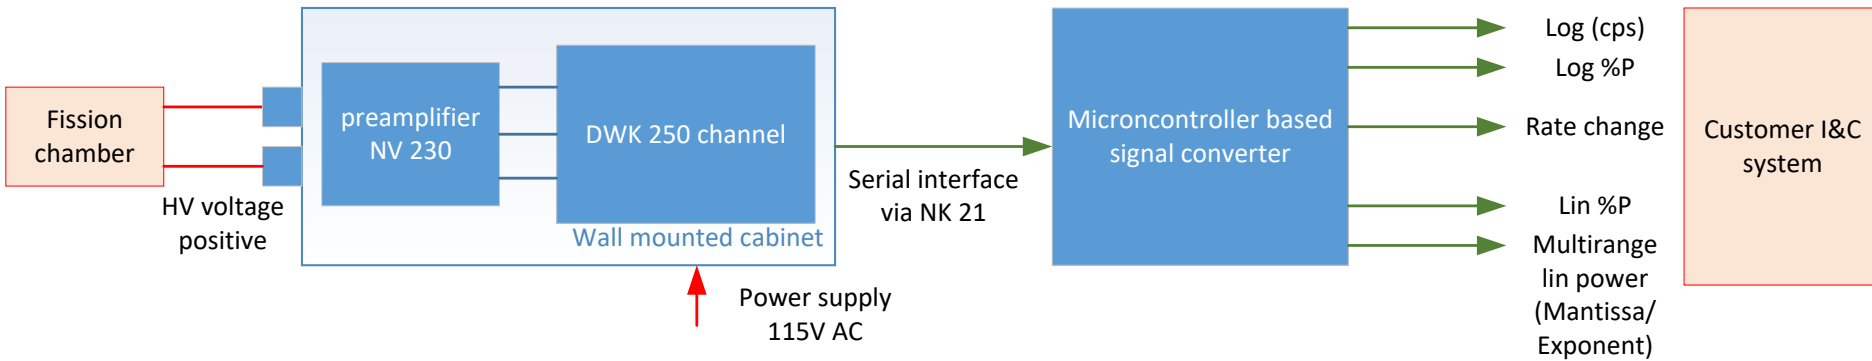 Fission
chamber
HV voltage
positive
preamplifier
NV 230
DWK 250 channel
Wall mounted cabinet
Power supply
115V AC
Serial interface
via NK 21
Microncontroller based
signal converter
Log (cps)
Log %P
Rate change
Lin %P
Multirange
lin power
(Mantissa/
Exponent)
Customer I&C
system